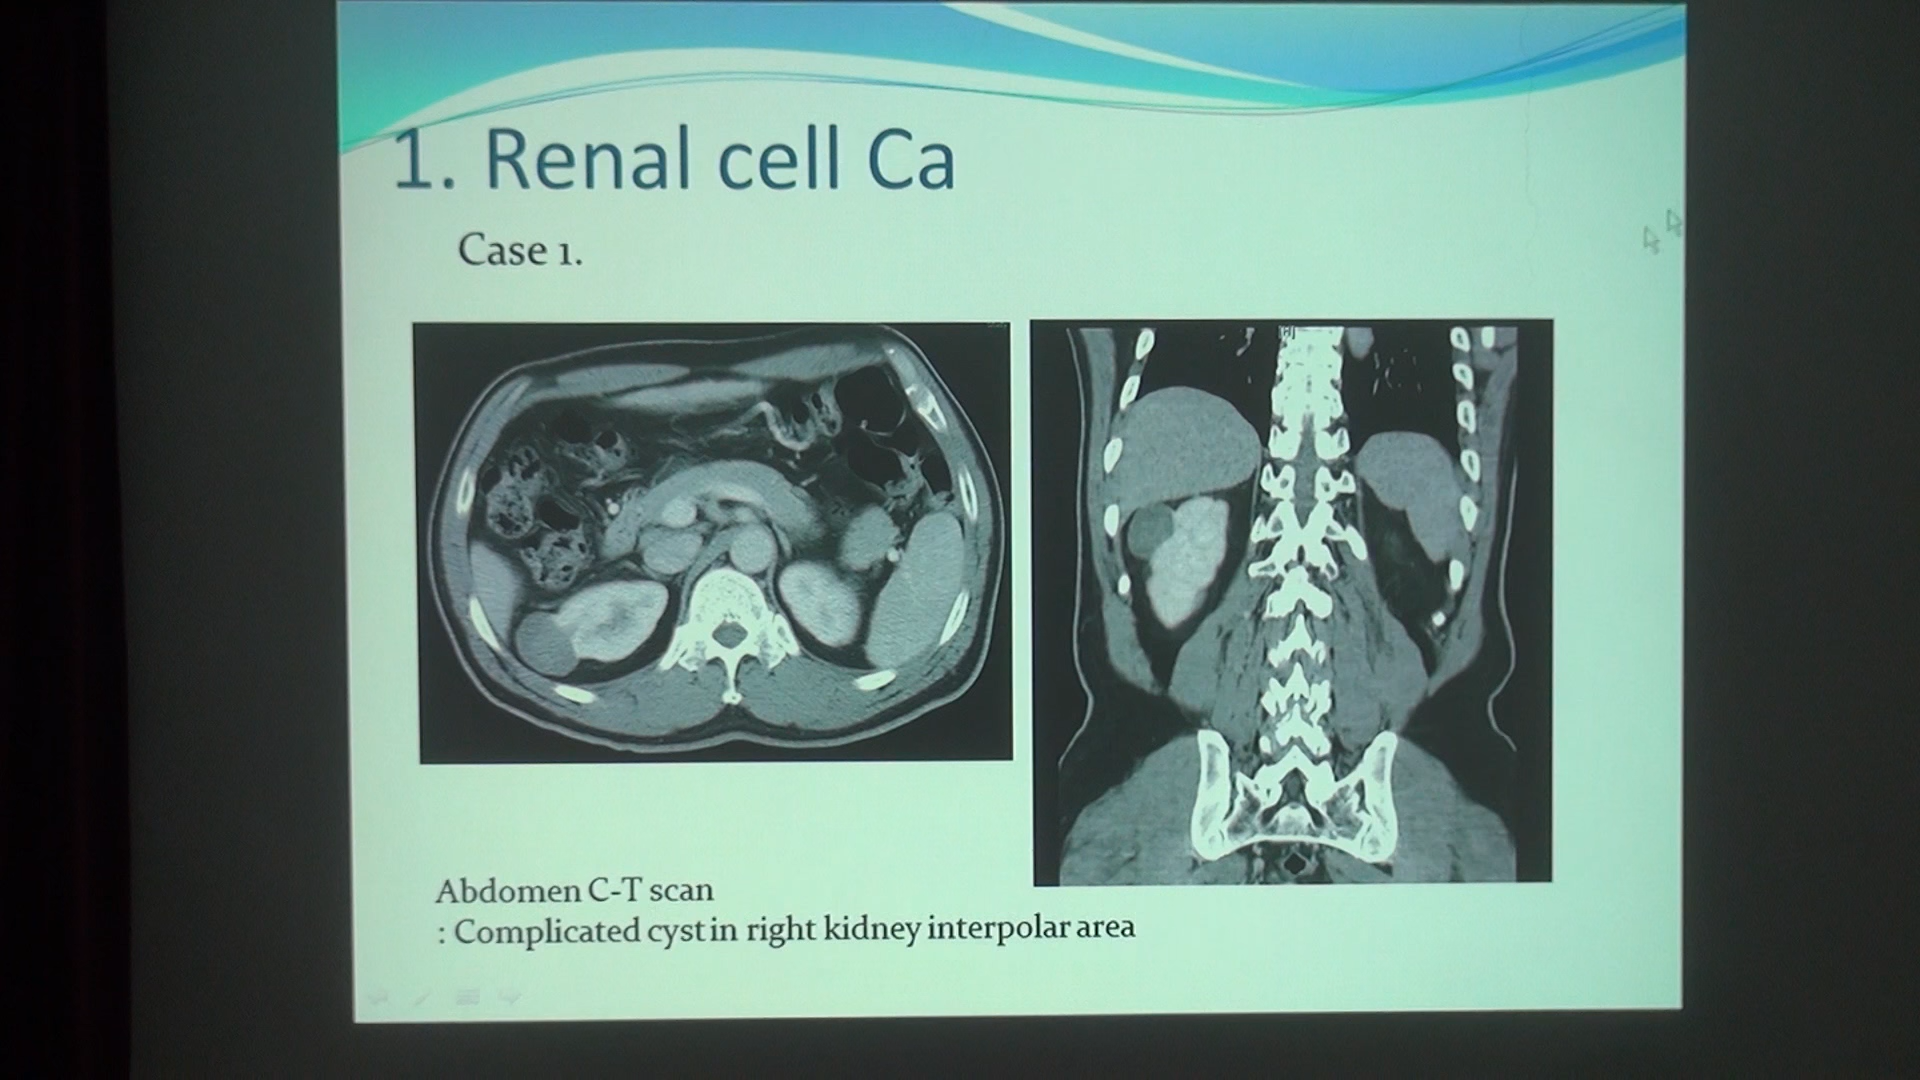 1. Renal cell Ca
Case 1.
Abdomen C-T scan
: Complicated cyst in right kidney interpolar area